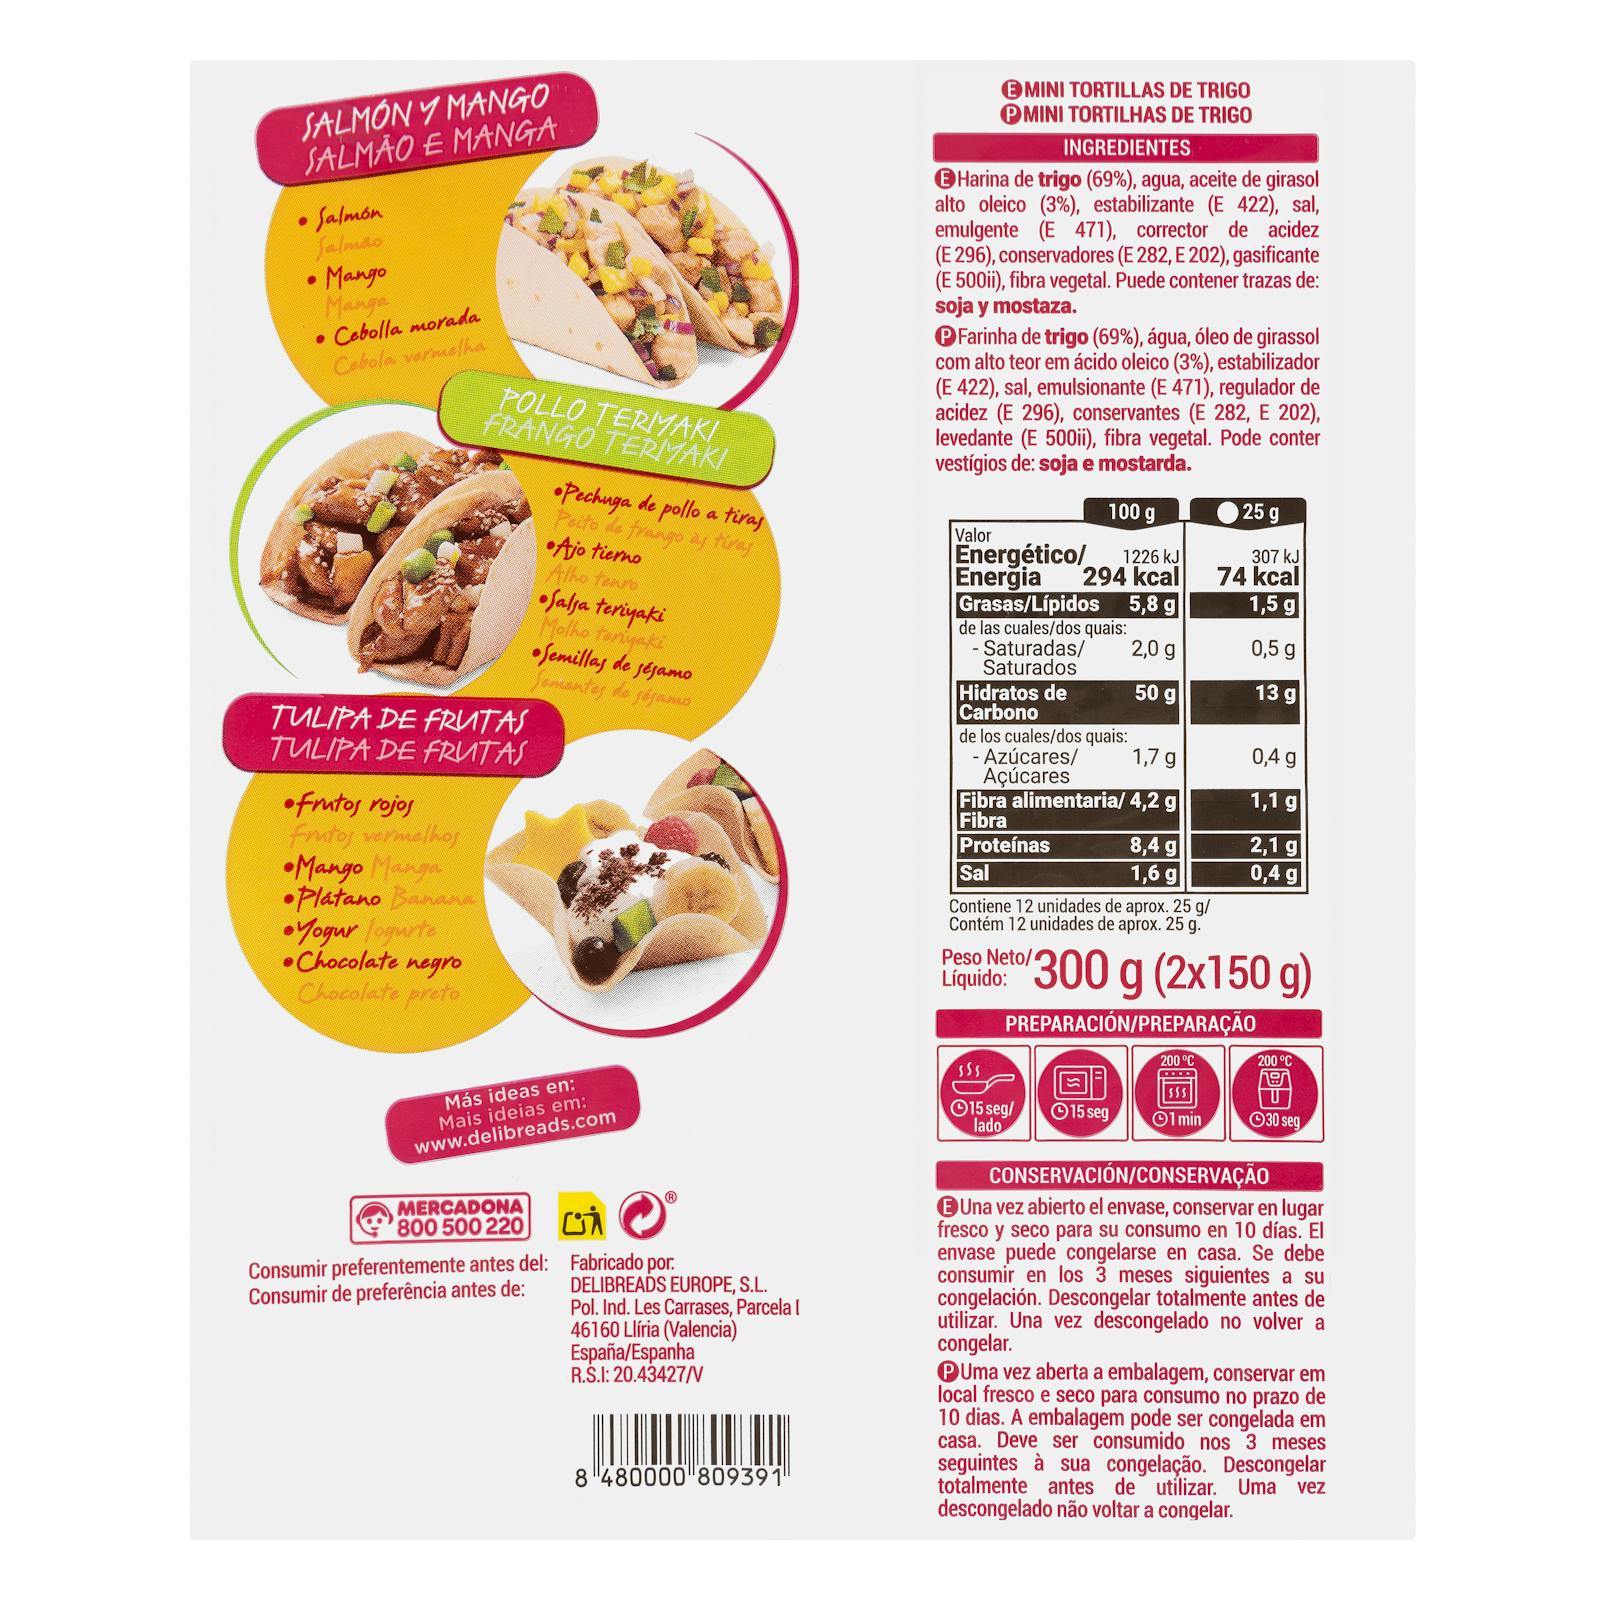 SALMÓN Y MANGO
SALMÃO E MANGA
• Salmón
Salmão
• Mango
Manga
• Cebolla morada
Cebola vermelha
POLLO TERIYAKI
FRANGO TERIYAKI
•Pechuga de pollo a tiras
Peito de frango às tiras
•Ajo tierno
Alho tenro
•Salsa teriyaki
Molho teriyaki
•Semillas de sésamo
Sementes de sésamo
TULIPA DE FRUTAS
TULIPA DE FRUTAS
•Frutos rojos
Frutos vermelhos
•Mango Manga
•Plátano Banana
•Yogur Iogurte
•Chocolate negro
Chocolate preto
Más ideas en:
Mais ideias em:
www.delibreads.com
MERCADONA
800 500 220
®
Consumir preferentemente antes del:
Consumir de preferência antes de:
Fabricado por:
DELIBREADS EUROPE, S.L.
Pol. Ind. Les Carrases, Parcela I
46160 Llíria (Valencia)
España/Espanha
R.S.I: 20.43427/V
8 480000 809391
E MINI TORTILLAS DE TRIGO
P MINI TORTILHAS DE TRIGO
INGREDIENTES
E Harina de trigo (69%), agua, aceite de girasol
alto oleico (3%), estabilizante (E 422), sal,
emulgente (E 471), corrector de acidez
(E 296), conservadores (E 282, E 202), gasificante
(E 500ii), fibra vegetal. Puede contener trazas de:
soja y mostaza.
P Farinha de trigo (69%), água, óleo de girassol
com alto teor em ácido oleico (3%), estabilizador
(E 422), sal, emulsionante (E 471), regulador de
acidez (E 296), conservantes (E 282, E 202),
levedante (E 500ii), fibra vegetal. Pode conter
vestígios de: soja e mostarda.
100 g 25 g
Valor
Energético/ 1226 kJ 307 kJ
Energia 294 kcal 74 kcal
Grasas/Lípidos 5,8 g 1,5 g
de las cuales/dos quais:
- Saturadas/ 2,0 g 0,5 g
Saturados
Hidratos de 50 g 13 g
Carbono
de los cuales/dos quais:
- Azúcares/ 1,7 g 0,4 g
Açúcares
Fibra alimentaria/ 4,2 g 1,1 g
Fibra
Proteínas 8,4 g 2,1 g
Sal 1,6 g 0,4 g
Contiene 12 unidades de aprox. 25 g/
Contém 12 unidades de aprox. 25 g.
Peso Neto/
Líquido: 300 g (2x150 g)
PREPARACIÓN/PREPARAÇÃO
15 seg/
lado
15 seg
200 ºC
1 min
200 ºC
30 seg
CONSERVACIÓN/CONSERVAÇÃO
E Una vez abierto el envase, conservar en lugar
fresco y seco para su consumo en 10 días. El
envase puede congelarse en casa. Se debe
consumir en los 3 meses siguientes a su
congelación. Descongelar totalmente antes de
utilizar. Una vez descongelado no volver a
congelar.
P Uma vez aberta a embalagem, conservar em
local fresco e seco para consumo no prazo de
10 dias. A embalagem pode ser congelada em
casa. Deve ser consumido nos 3 meses
seguintes à sua congelação. Descongelar
totalmente antes de utilizar. Uma vez
descongelado não voltar a congelar.